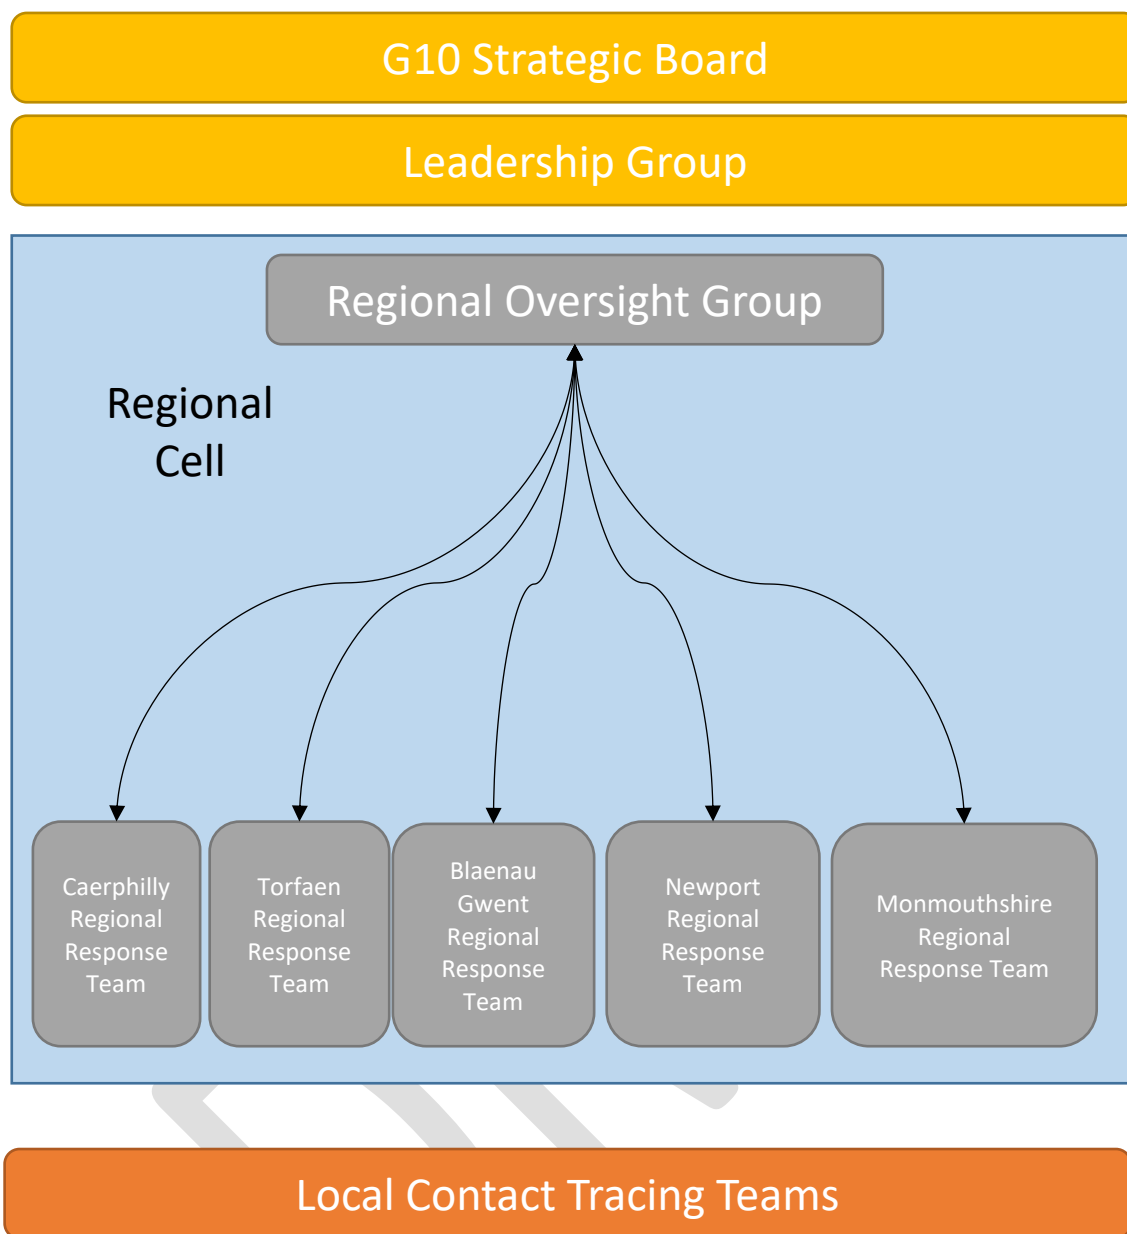 G10 Strategic Board
Leadership Group
Regional Oversight Group
Regional
Cell
Caerphilly
Regional
Response
Team
Torfaen
Regional
Response
Team
Blaenau
Gwent
Regional
Response
Team
Newport
Regional
Response
Team
Monmouthshire
Regional
Response Team
Local Contact Tracing Teams